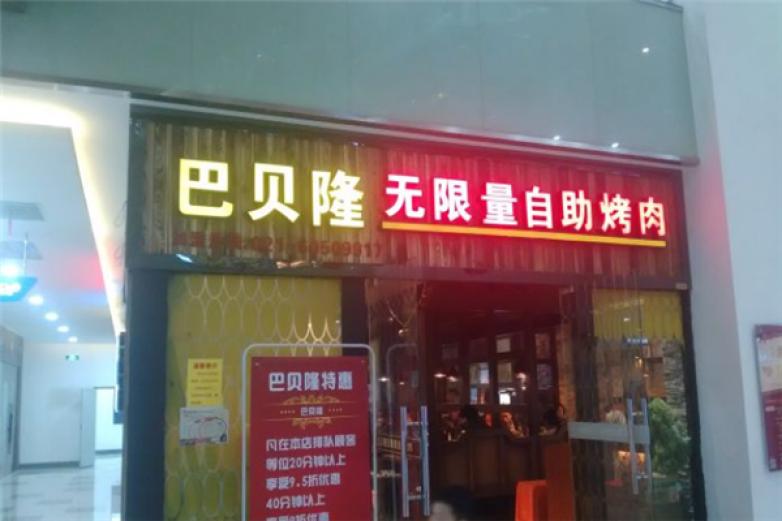 巴贝隆 无限量自助烤肉
巴贝隆特惠
巴贝隆
凡在本店排队顾客
等位20分钟以上
享受9.5折优惠
40分钟以上